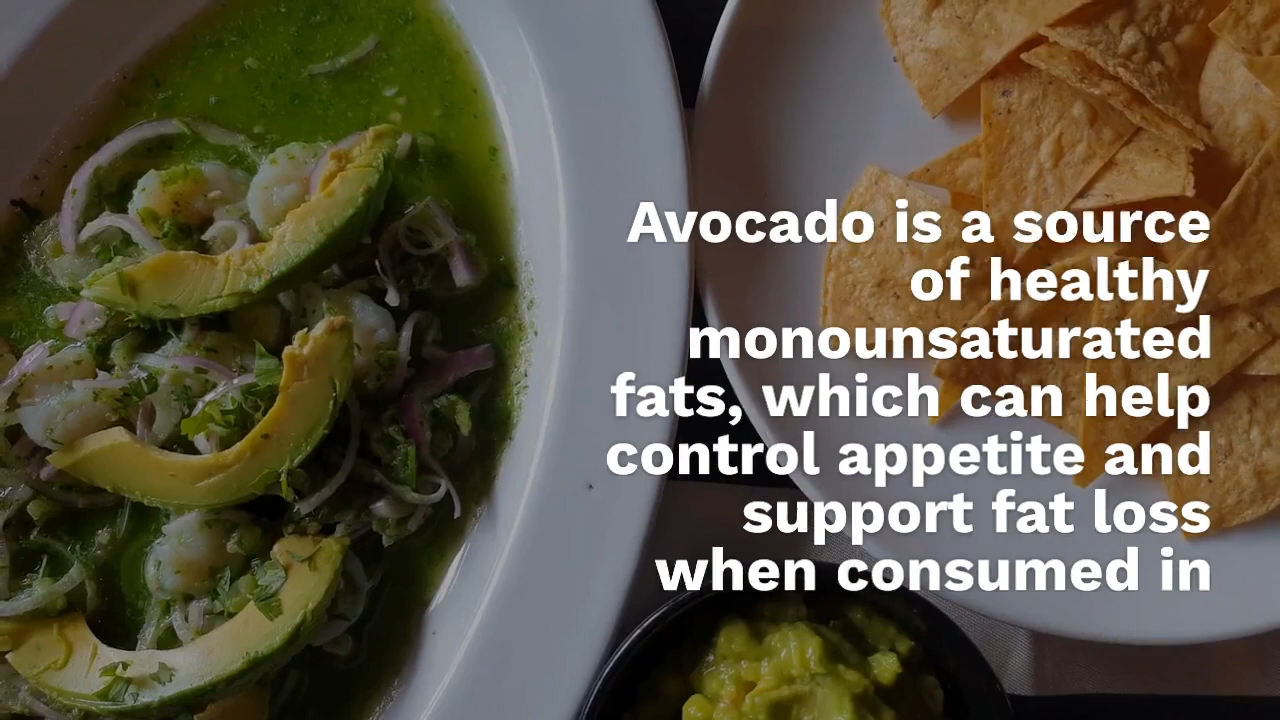 Avocado is a source
of healthy
monounsaturated
fats, which can help
control appetite and
support fat loss
when consumed in